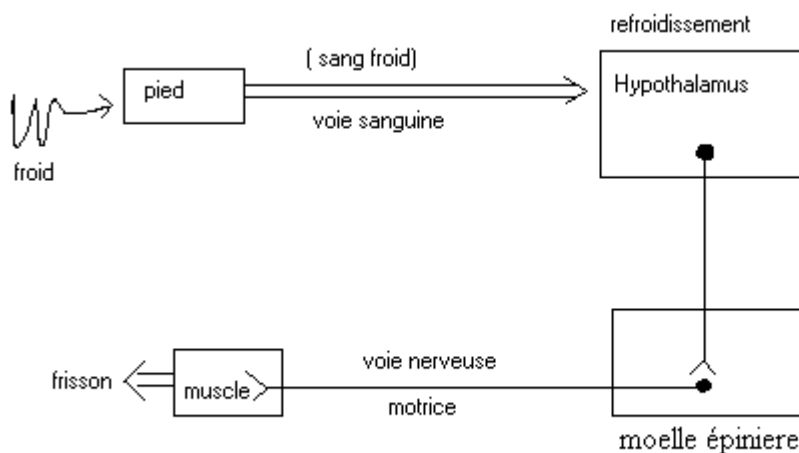 refroidissement
( sang froid)
pied
Hypothalamus
voie sanguine
froid
voie nerveuse
frisson
muscle
motrice
moelle épiniere